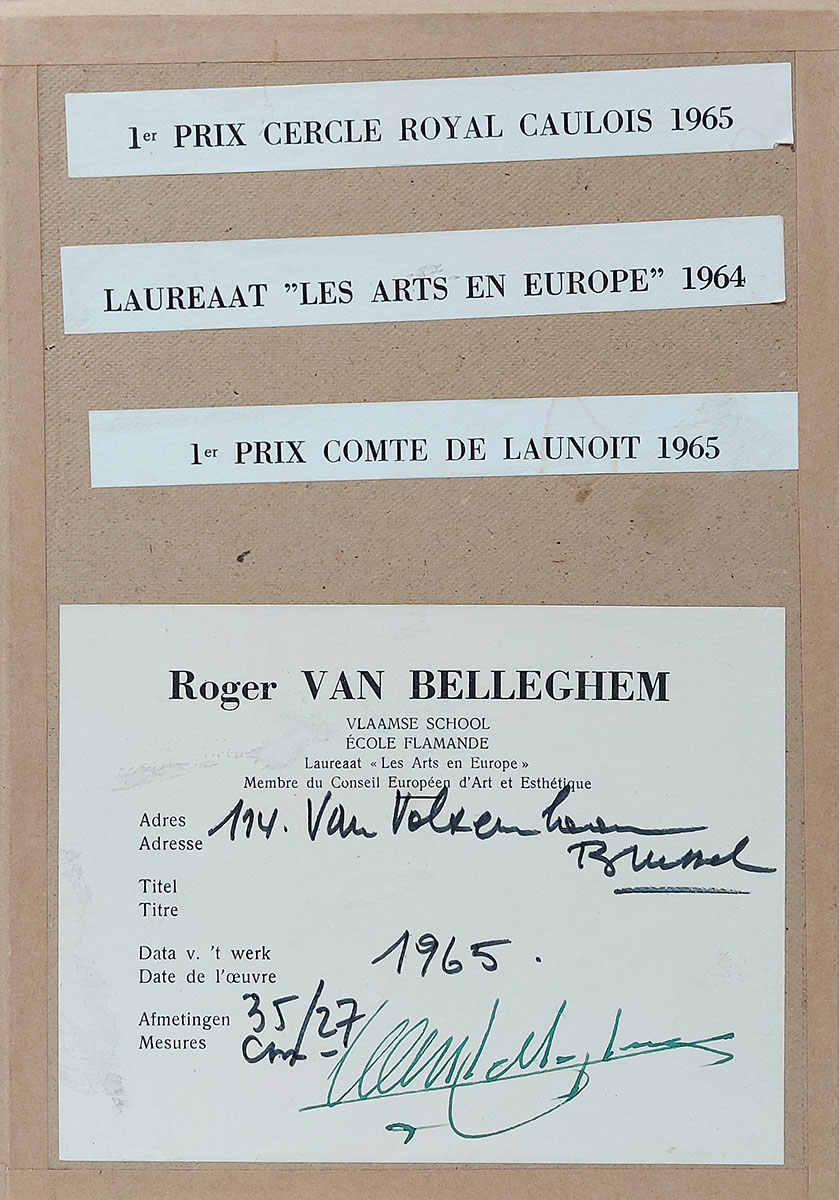 1er PRIX CERCLE ROYAL CAULOIS 1965
LAUREAAT ”LES ARTS EN EUROPE” 1964
1er PRIX COMTE DE LAUNOIT 1965
Roger VAN BELLEGHEM
VLAAMSE SCHOOL
ÉCOLE FLAMANDE
Laureaat « Les Arts en Europe »
Membre du Conseil Européen d'Art et Esthétique
Adres 114. Van Volxem laan
Adresse Brussel
Titel
Titre
Data v. 't werk 1965.
Date de l'œuvre
Afmetingen 35/27
Mesures cm